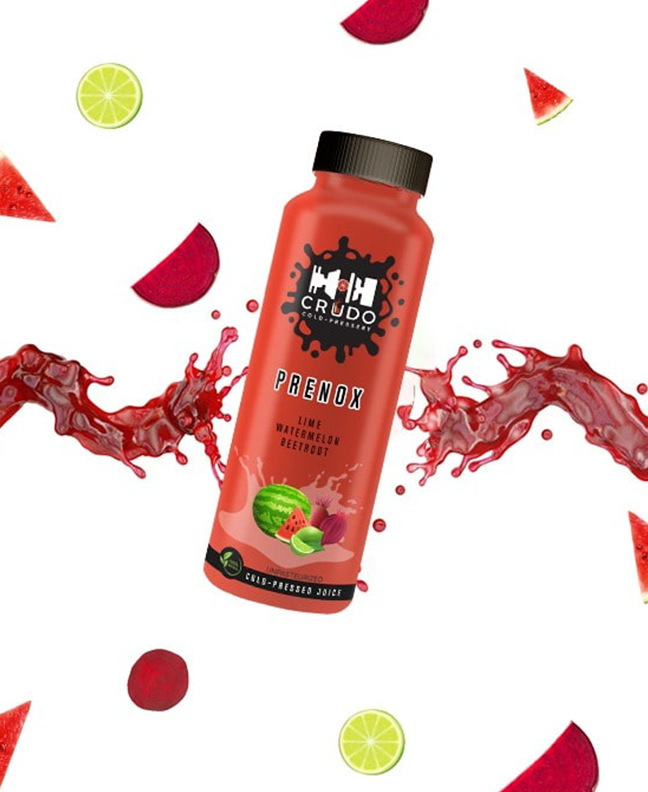 CRUDO
COLD-PRESSERY
PRENOX
LIME
WATERMELON
BEETROOT
UNPASTEURIZED
COLD-PRESSED JUICE